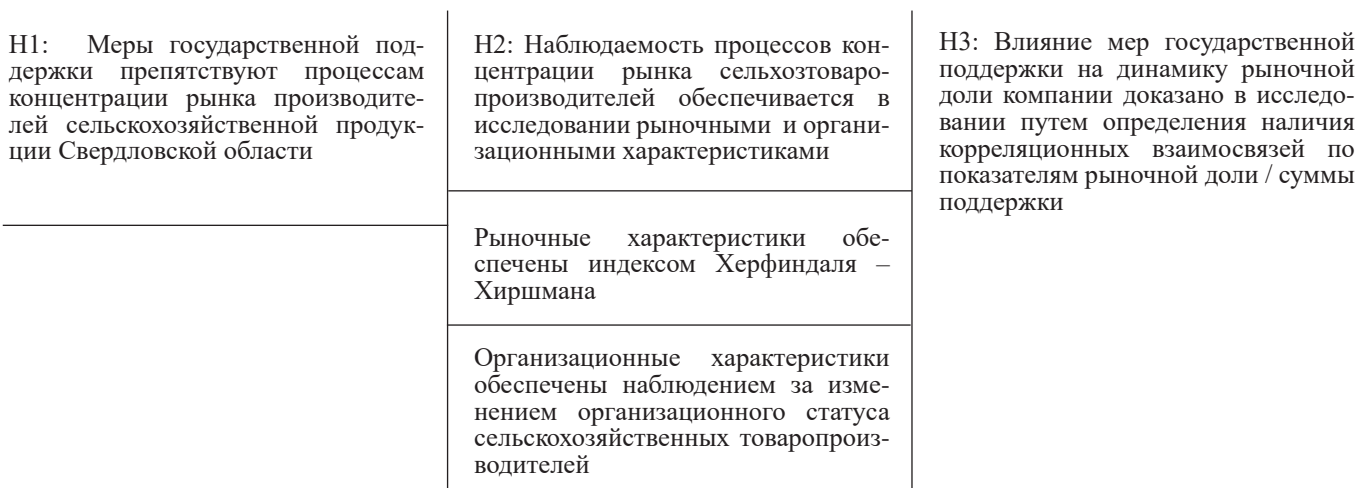 H1: Меры государственной под-
держки препятствуют процессам
концентрации рынка производите-
лей сельскохозяйственной продук-
ции Свердловской области
H2: Наблюдаемость процессов кон-
центрации рынка сельхозтоваро-
производителей обеспечивается в
исследовании рыночными и органи-
зационными характеристиками
Рыночные характеристики обе-
спечены индексом Херфиндаля –
Хиршмана
Организационные характеристики
обеспечены наблюдением за изме-
нением организационного статуса
сельскохозяйственных товаропроиз-
водителей
H3: Влияние мер государственной
поддержки на динамику рыночной
доли компании доказано в исследо-
вании путем определения наличия
корреляционных взаимосвязей по
показателям рыночной доли / суммы
поддержки